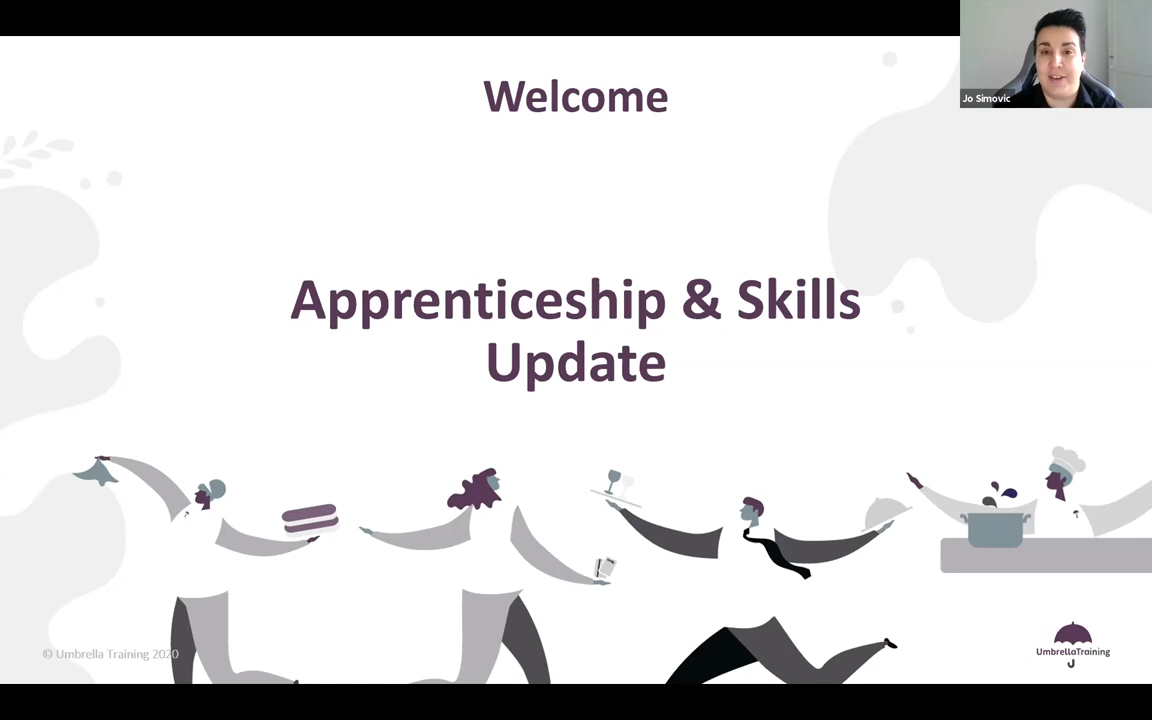 Welcome
Jo Simovic
Apprenticeship & Skills
Update
© Umbrella Training 2020
UmbrellaTraining